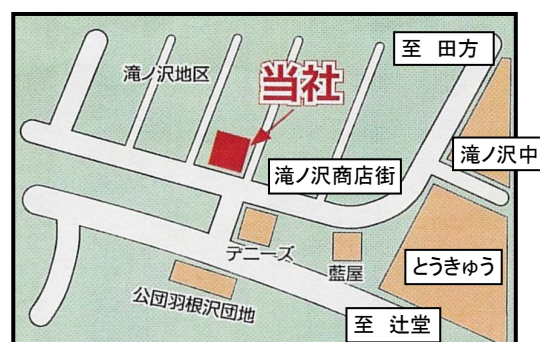 至 田方
滝ノ沢地区
当社
滝ノ沢中
滝ノ沢商店街
デニーズ
藍屋
とうきゅう
公団羽根沢団地
至 辻堂